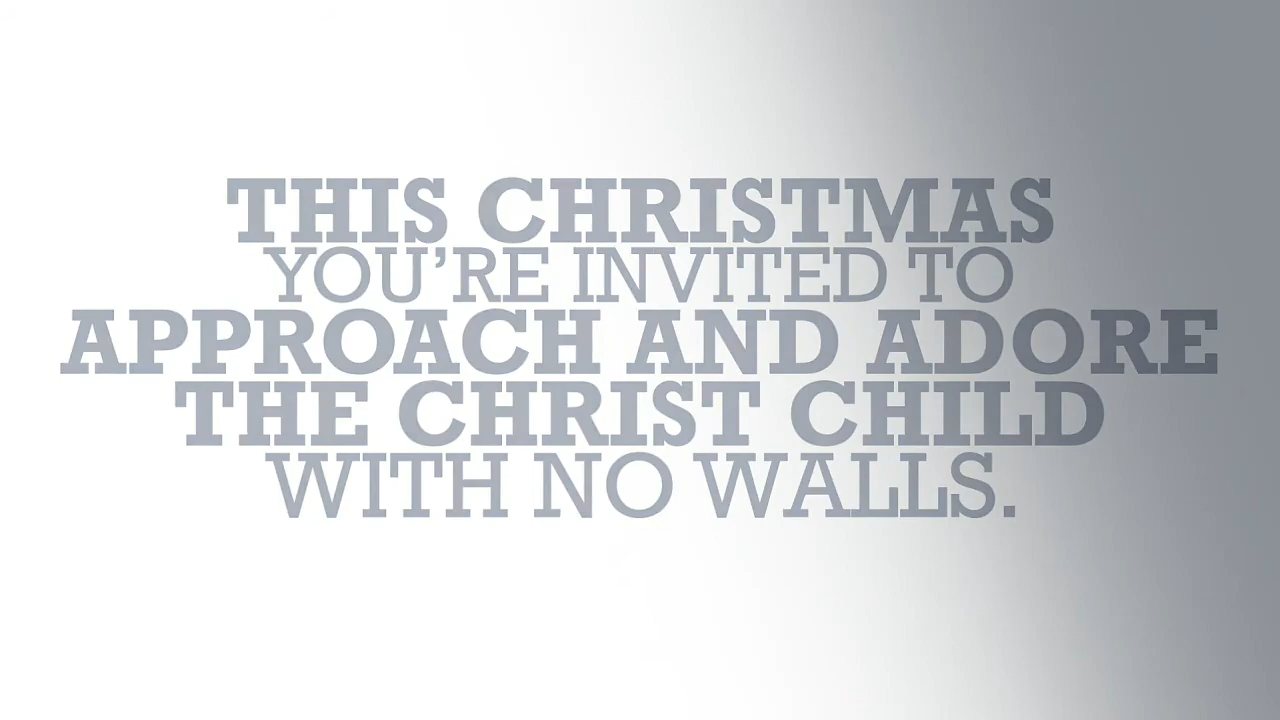 THIS CHRISTMAS
YOU’RE INVITED TO
APPROACH AND ADORE
THE CHRIST CHILD
WITH NO WALLS.